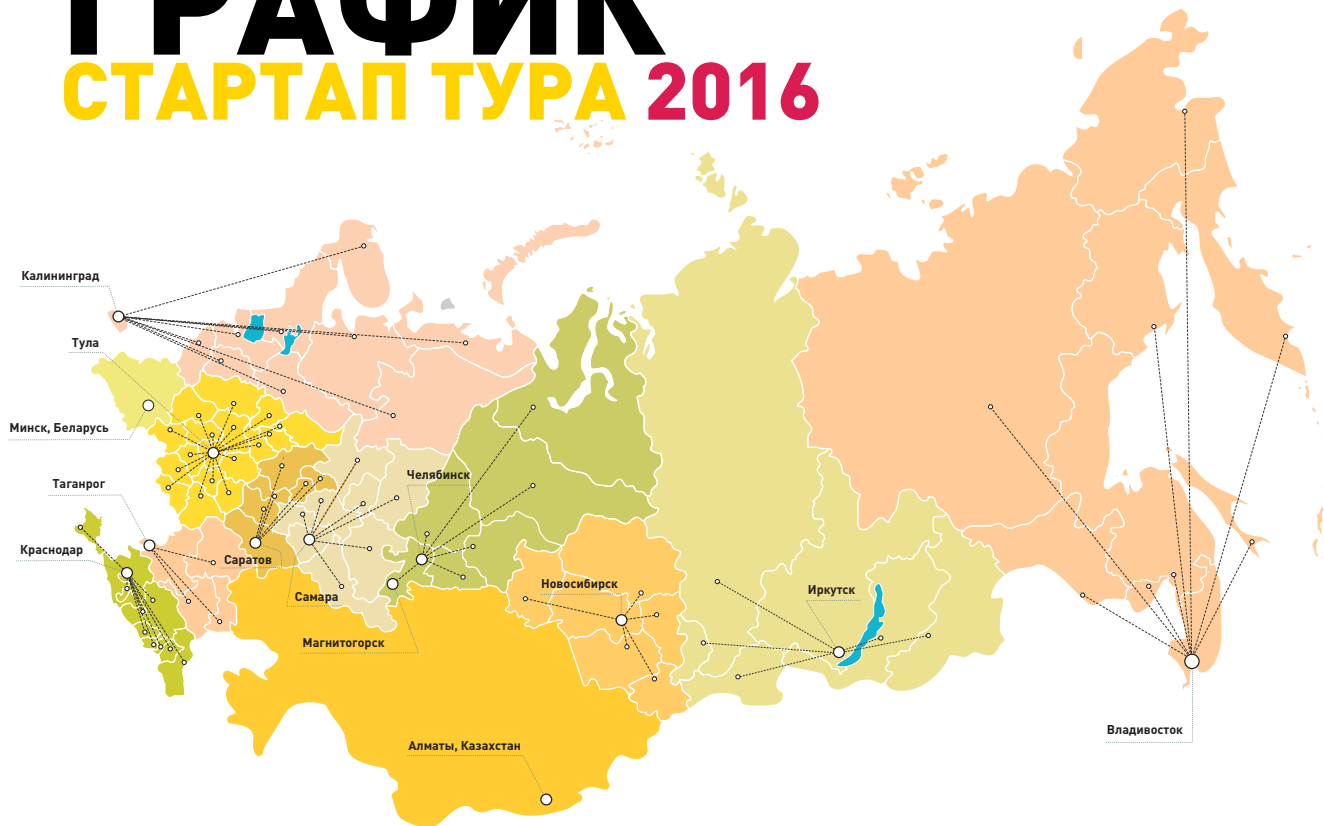 ГРАФИК
СТАРТАП ТУРА 2016
Калининград
Тула
Минск, Беларусь
Таганрог
Краснодар
Челябинск
Саратов
Самара
Магнитогорск
Новосибирск
Иркутск
Алматы, Казахстан
Владивосток